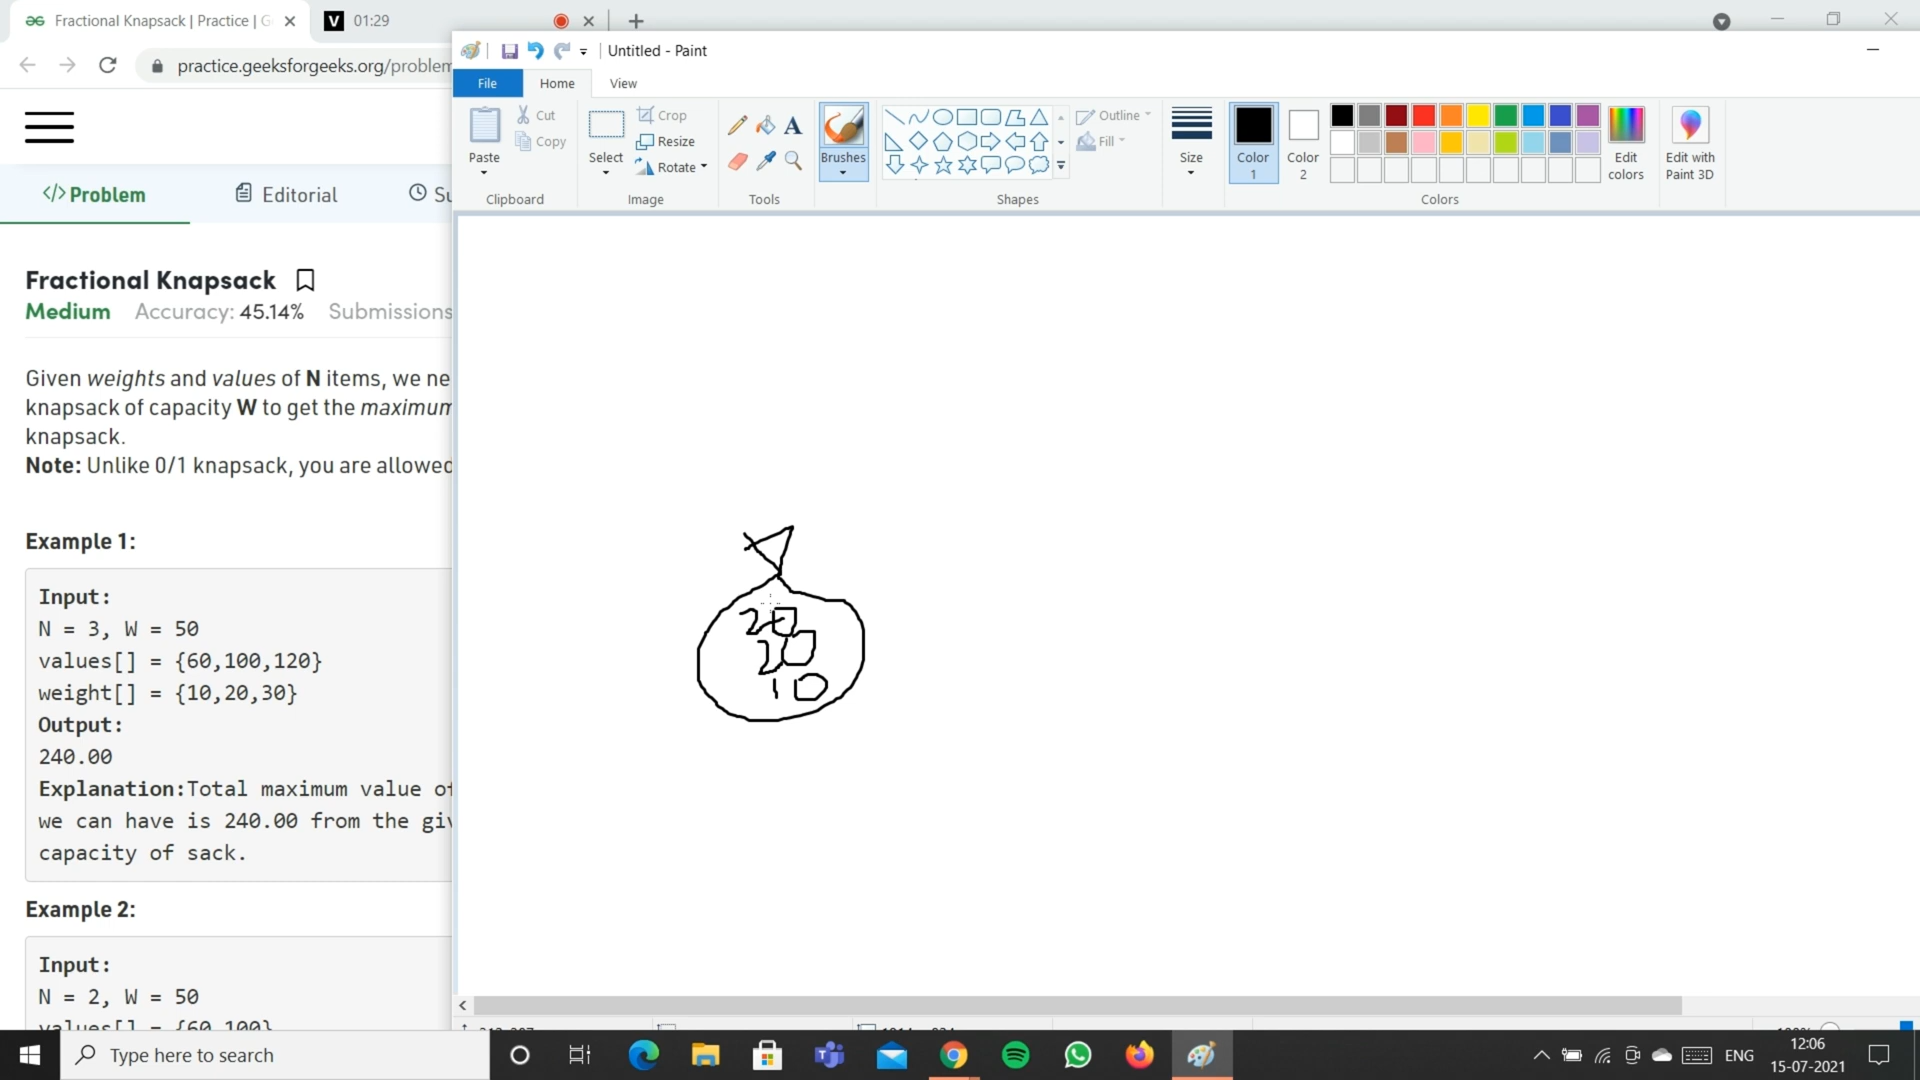 Fractional Knapsack | Practice | G
01:29
Untitled - Paint
practice.geeksforgeeks.org/problem
File Home View
Paste
Cut
Copy
Clipboard
Select
Crop
Resize
Rotate
Image
Tools
Brushes
Shapes
Outline
Fill
Size
Color 1
Color 2
Colors
Edit colors
Edit with Paint 3D
</> Problem Editorial Su
Fractional Knapsack
Medium Accuracy: 45.14% Submissions
Given weights and values of N items, we ne
knapsack of capacity W to get the maximum
knapsack.
Note: Unlike 0/1 knapsack, you are allowed
Example 1:
Input:
N = 3, W = 50
values[] = {60,100,120}
weight[] = {10,20,30}
Output:
240.00
Explanation:Total maximum value of
we can have is 240.00 from the giv
capacity of sack.
Example 2:
Input:
N = 2, W = 50
values[] = {60,100}
20
20
10
Type here to search
ENG
12:06
15-07-2021